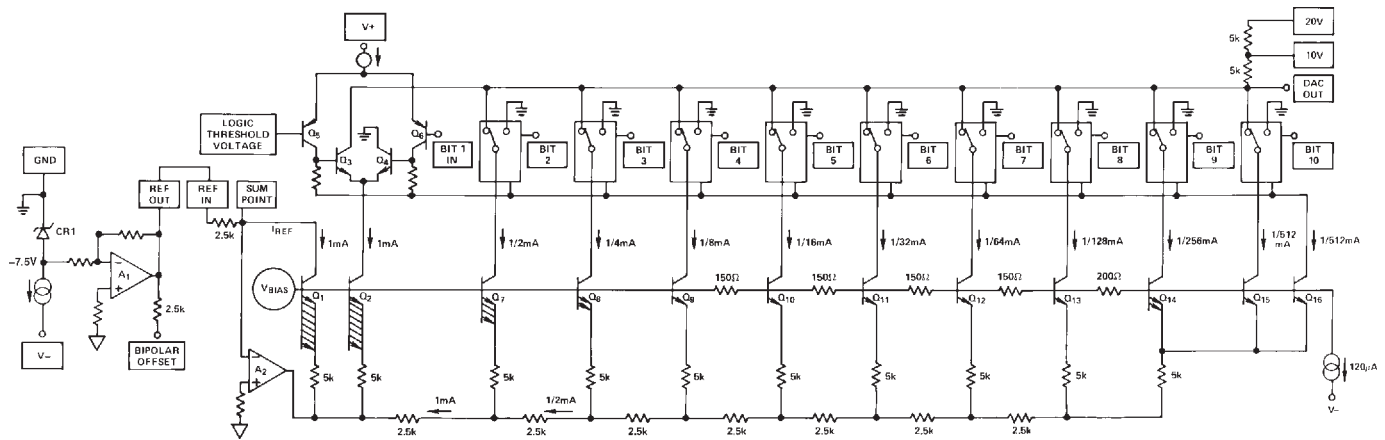 V+
20V
5k
10V
5k
DAC OUT
LOGIC THRESHOLD VOLTAGE
Q5
Q3
Q4
Q6
BIT 1 IN
BIT 2
BIT 3
BIT 4
BIT 5
BIT 6
BIT 7
BIT 8
BIT 9
BIT 10
GND
REF OUT
REF IN
SUM POINT
CR1
2.5k
IREF
1mA
1mA
1/2mA
1/4mA
1/8mA
1/16mA
1/32mA
1/64mA
1/128mA
1/256mA
1/512 mA
1/512mA
-7.5V
A1
VBIAS
150Ω
150Ω
150Ω
150Ω
200Ω
Q1
Q2
Q7
Q8
Q9
Q10
Q11
Q12
Q13
Q14
Q15
Q16
2.5k
V-
BIPOLAR OFFSET
A2
5k
5k
5k
5k
5k
5k
5k
5k
5k
5k
120µA
V-
1mA
1/2mA
2.5k
2.5k
2.5k
2.5k
2.5k
2.5k
2.5k